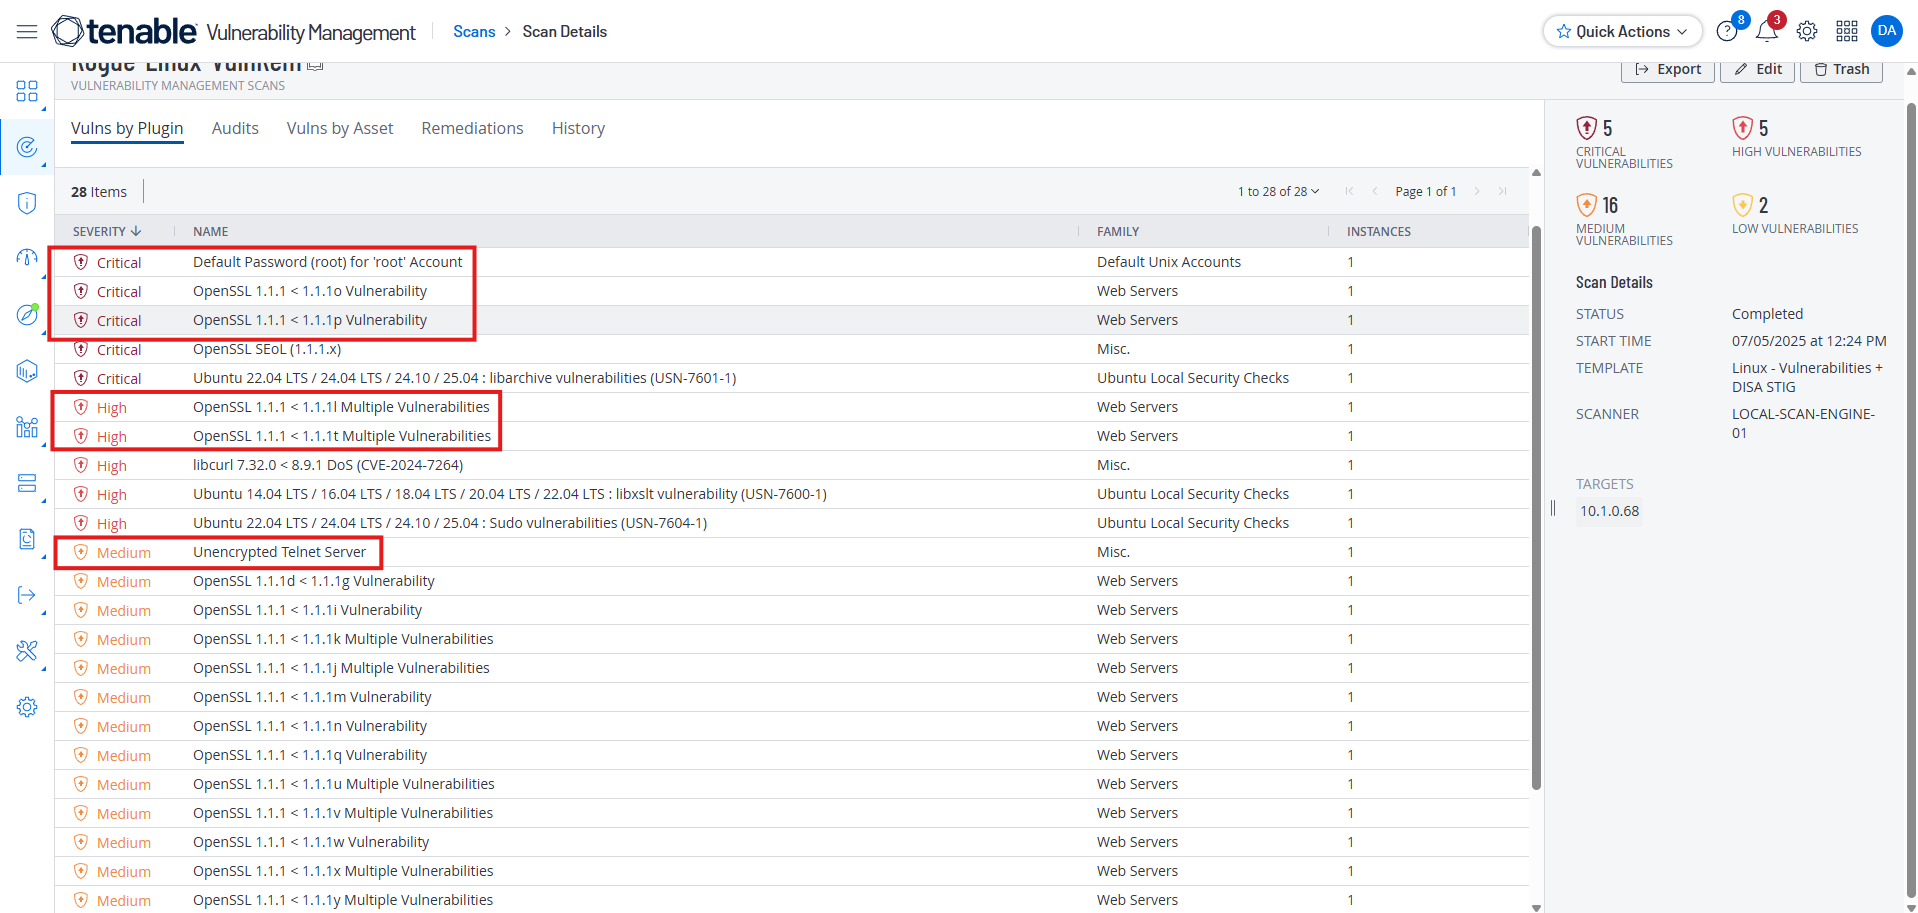 tenable Vulnerability Management
Scans > Scan Details
Quick Actions
8
3
DA
Rogue Linux VulnRem
VULNERABILITY MANAGEMENT SCANS
Export
Edit
Trash
Vulns by Plugin
Audits
Vulns by Asset
Remediations
History
28 Items
1 to 28 of 28
Page 1 of 1
SEVERITY NAME FAMILY INSTANCES
Critical Default Password (root) for 'root' Account Default Unix Accounts 1
Critical OpenSSL 1.1.1 < 1.1.1o Vulnerability Web Servers 1
Critical OpenSSL 1.1.1 < 1.1.1p Vulnerability Web Servers 1
Critical OpenSSL SEoL (1.1.1.x) Misc. 1
Critical Ubuntu 22.04 LTS / 24.04 LTS / 24.10 / 25.04 : libarchive vulnerabilities (USN-7601-1) Ubuntu Local Security Checks 1
High OpenSSL 1.1.1 < 1.1.1l Multiple Vulnerabilities Web Servers 1
High OpenSSL 1.1.1 < 1.1.1t Multiple Vulnerabilities Web Servers 1
High libcurl 7.32.0 < 8.9.1 DoS (CVE-2024-7264) Misc. 1
High Ubuntu 14.04 LTS / 16.04 LTS / 18.04 LTS / 20.04 LTS / 22.04 LTS : libxslt vulnerability (USN-7600-1) Ubuntu Local Security Checks 1
High Ubuntu 22.04 LTS / 24.04 LTS / 24.10 / 25.04 : Sudo vulnerabilities (USN-7604-1) Ubuntu Local Security Checks 1
Medium Unencrypted Telnet Server Misc. 1
Medium OpenSSL 1.1.1d < 1.1.1g Vulnerability Web Servers 1
Medium OpenSSL 1.1.1 < 1.1.1i Vulnerability Web Servers 1
Medium OpenSSL 1.1.1 < 1.1.1k Multiple Vulnerabilities Web Servers 1
Medium OpenSSL 1.1.1 < 1.1.1j Multiple Vulnerabilities Web Servers 1
Medium OpenSSL 1.1.1 < 1.1.1m Vulnerability Web Servers 1
Medium OpenSSL 1.1.1 < 1.1.1n Vulnerability Web Servers 1
Medium OpenSSL 1.1.1 < 1.1.1q Vulnerability Web Servers 1
Medium OpenSSL 1.1.1 < 1.1.1u Multiple Vulnerabilities Web Servers 1
Medium OpenSSL 1.1.1 < 1.1.1v Multiple Vulnerabilities Web Servers 1
Medium OpenSSL 1.1.1 < 1.1.1w Vulnerability Web Servers 1
Medium OpenSSL 1.1.1 < 1.1.1x Multiple Vulnerabilities Web Servers 1
Medium OpenSSL 1.1.1 < 1.1.1y Multiple Vulnerabilities Web Servers 1
5
CRITICAL
VULNERABILITIES
5
HIGH VULNERABILITIES
16
MEDIUM
VULNERABILITIES
2
LOW VULNERABILITIES
Scan Details
STATUS Completed
START TIME 07/05/2025 at 12:24 PM
TEMPLATE Linux - Vulnerabilities +
DISA STIG
SCANNER LOCAL-SCAN-ENGINE-
01
TARGETS
10.1.0.68